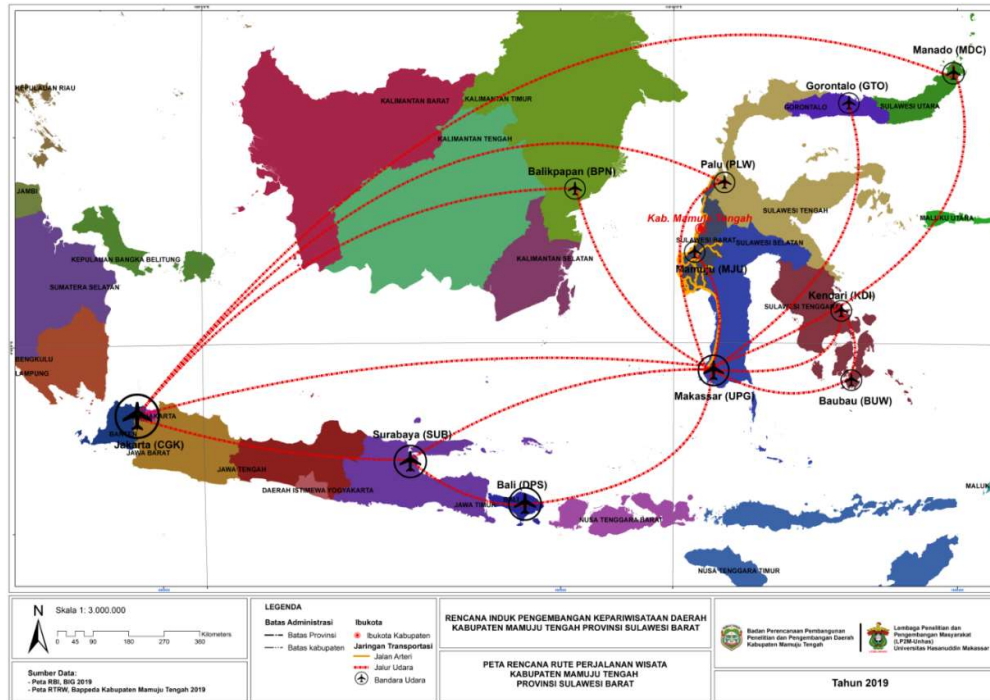 Manado (MDC)
Gorontalo (GTO)
KEPULAUAN RIAU
KALIMANTAN BARAT
KALIMANTAN TIMUR
GORONTALO
SULAWESI UTARA
KALIMANTAN TENGAH
Palu (PLW)
Balikpapan (BPN)
JAMBI
SULAWESI TENGAH
Kab. Mamuju Tengah
MALUKU UTARA
SULAWESI BARAT
SULAWESI SELATAN
KEPULAUAN BANGKA BELITUNG
KALIMANTAN SELATAN
Mamuju (MJU)
SUMATERA SELATAN
Kendari (KDI)
SULAWESI TENGGARA
BENGKULU
LAMPUNG
Makassar (UPG)
Baubau (BUW)
BANTEN
Jakarta (CGK)
JAWA BARAT
Surabaya (SUB)
JAWA TENGAH
DAERAH ISTIMEWA YOGYAKARTA
Bali (DPS)
JAWA TIMUR
NUSA TENGGARA BARAT
NUSA TENGGARA TIMUR
N
Skala 1: 3.000.000
0 45 90 180 270 360
Kilometers
Sumber Data:
- Peta RBI, BIG 2019
- Peta RTRW, Bappeda Kabupaten Mamuju Tengah 2019
LEGENDA
Batas Administrasi
Batas Provinsi
Batas kabupaten
Ibukota
Ibukota Kabupaten
Jaringan Transportasi
Jalan Arteri
Jalur Udara
Bandara Udara
RENCANA INDUK PENGEMBANGAN KEPARIWISATAAN DAERAH
KABUPATEN MAMUJU TENGAH PROVINSI SULAWESI BARAT
PETA RENCANA RUTE PERJALANAN WISATA
KABUPATEN MAMUJU TENGAH
PROVINSI SULAWESI BARAT
Badan Perencanaan Pembangunan
Penelitian dan Pengembangan Daerah
Kabupaten Mamuju Tengah
Lembaga Penelitian dan
Pengembangan Masyarakat
(LP2M-Unhas)
Universitas Hasanuddin Makassar
Tahun 2019